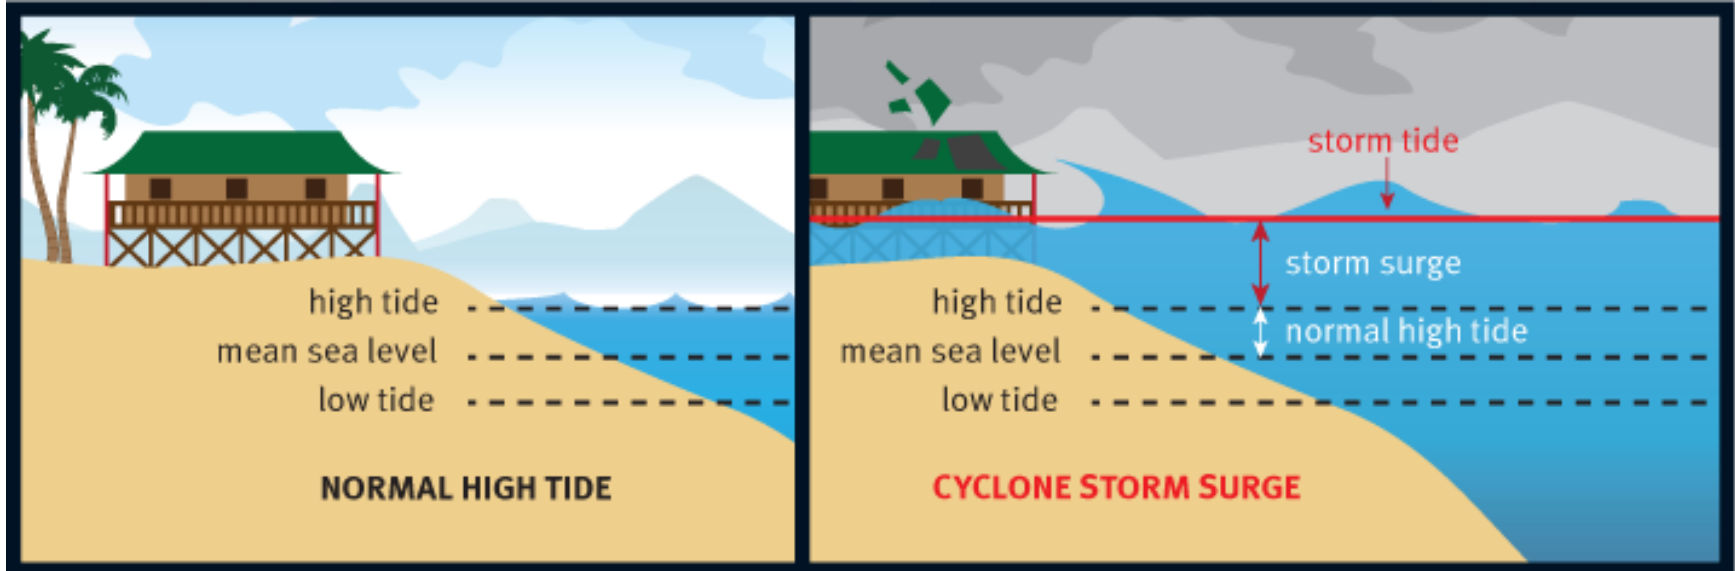 high tide
mean sea level
low tide
NORMAL HIGH TIDE
storm tide
storm surge
high tide
normal high tide
mean sea level
low tide
CYCLONE STORM SURGE